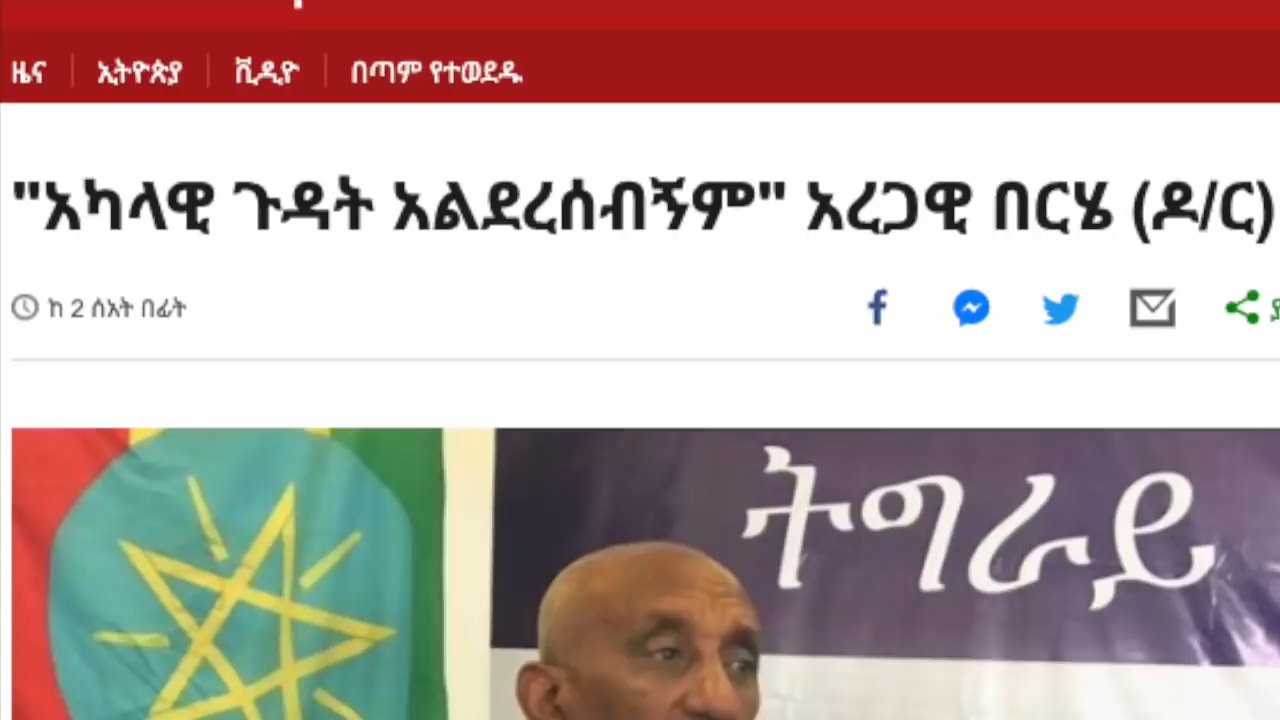 ዜና ኢትዮጵያ ቪዲዮ በጣም የተወደዱ
"አካላዊ ጉዳት አልደረሰብኝም" አረጋዊ በርሄ (ዶ/ር)
ከ 2 ሰአት በፊት
ትግራይ